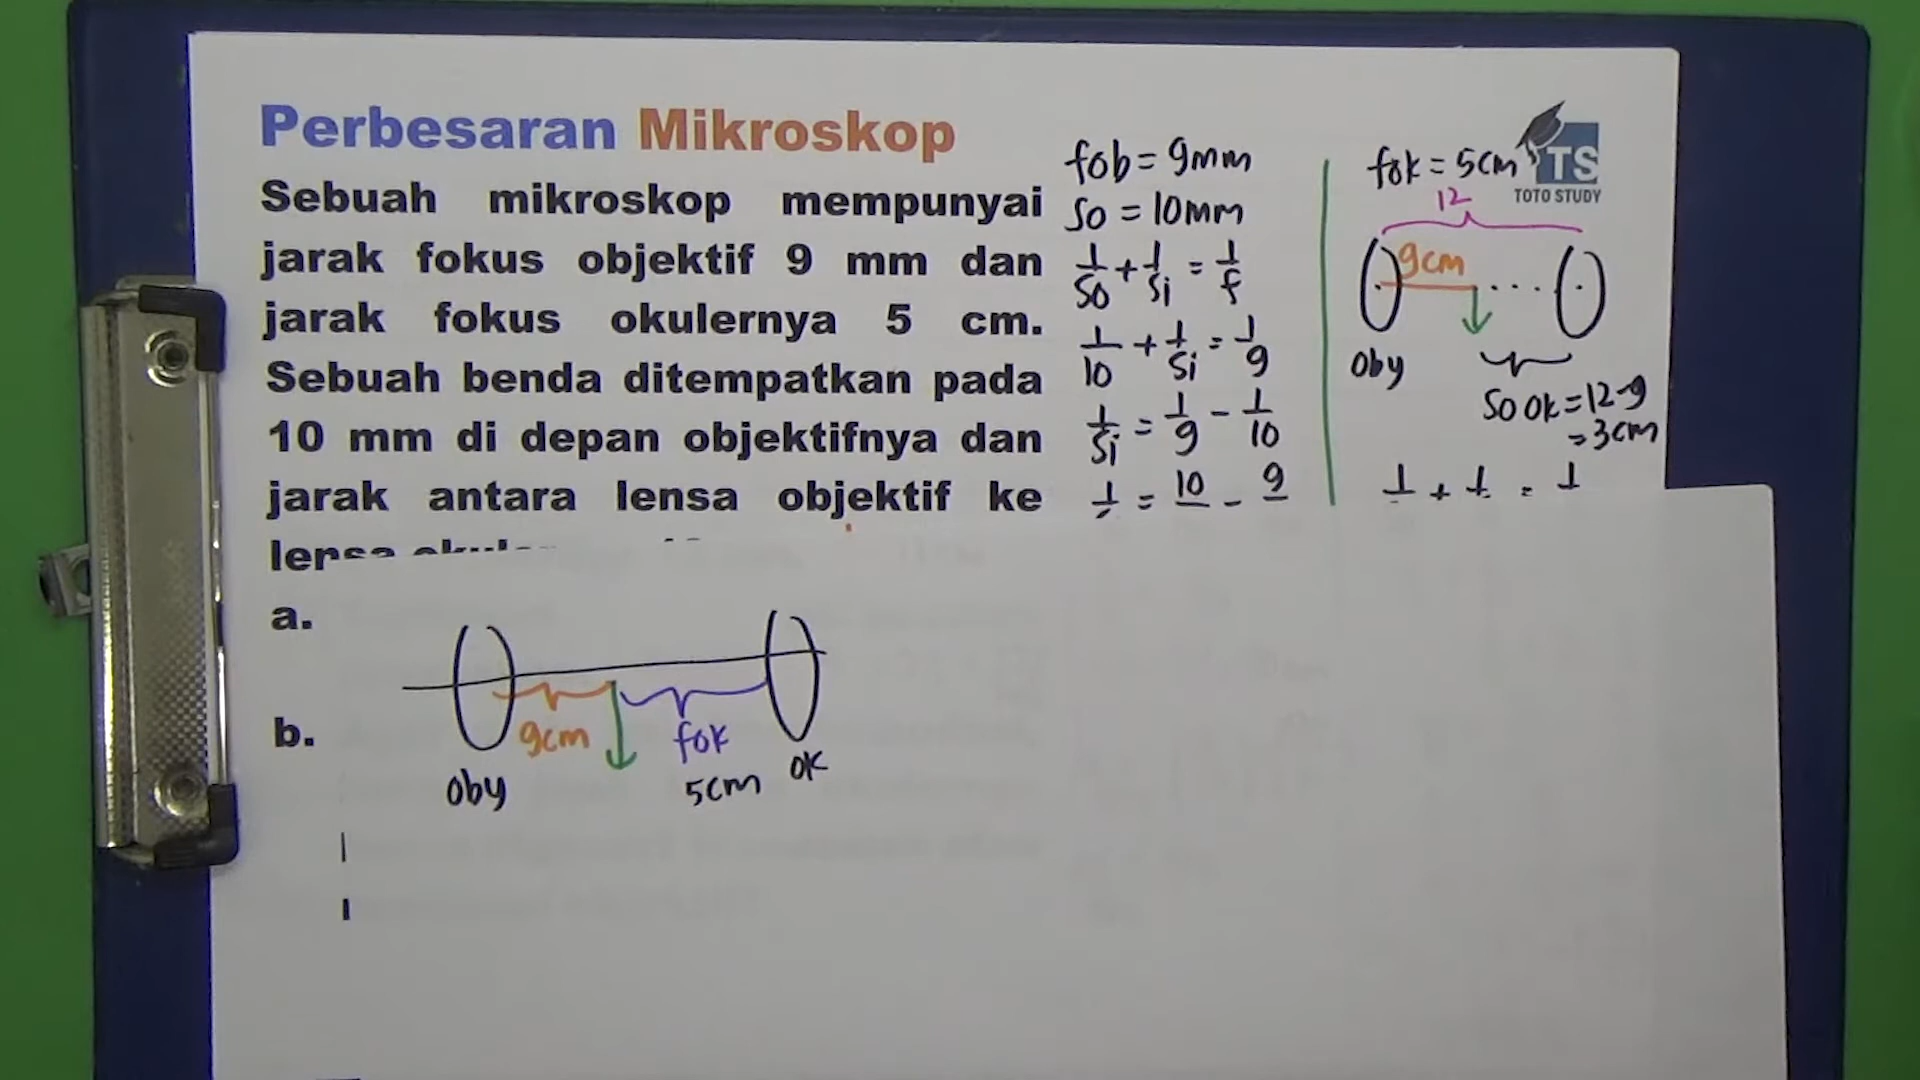 Perbesaran Mikroskop
Sebuah mikroskop mempunyai
jarak fokus objektif 9 mm dan
jarak fokus okulernya 5 cm.
Sebuah benda ditempatkan pada
10 mm di depan objektifnya dan
jarak antara lensa objektif ke
lensa
a.
b.
fob = 9mm
So = 10mm
1/So + 1/Si = 1/f
1/10 + 1/Si = 1/9
1/Si = 1/9 - 1/10
fok = 5cm
TS
TOTO STUDY
12
9cm
....
Oby
So ok = 12-9
= 3cm
9cm
fok
5cm
oby
ok